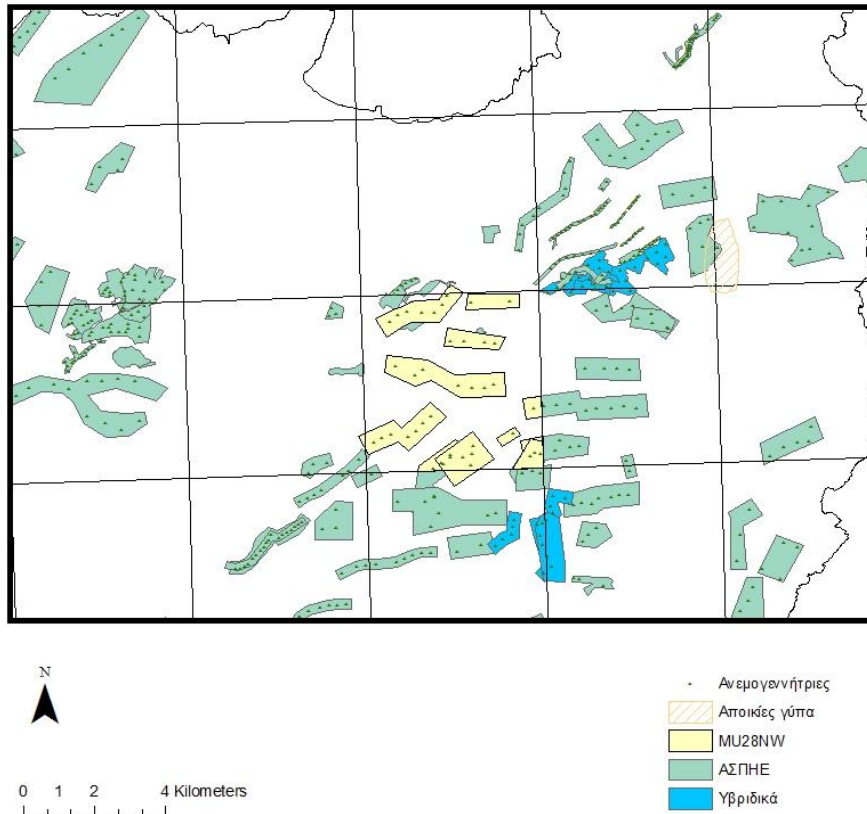 N
0 1 2 4 Kilometers
Ανεμογεννήτριες
Αποικίες γύπα
MU28NW
ΑΣΠΗΕ
Υβριδικά